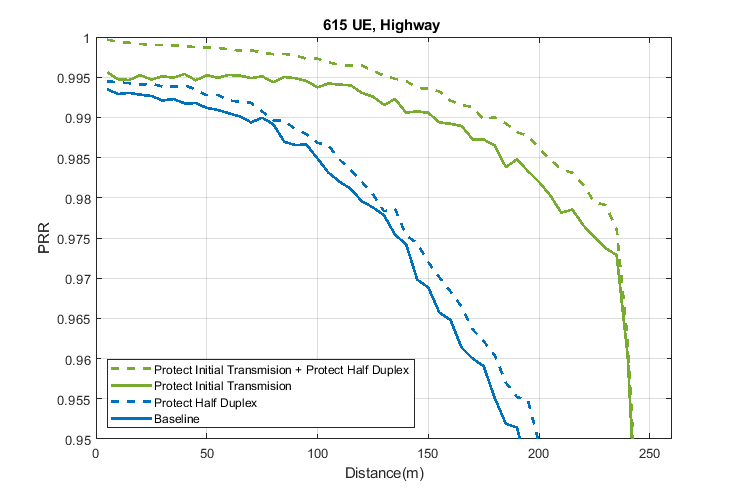 615 UE, Highway
1
0.995
0.99
0.985
0.98
0.975
0.97
0.965
0.96
0.955
0.95
PRR
Protect Initial Transmision + Protect Half Duplex
Protect Initial Transmision
Protect Half Duplex
Baseline
0 50 100 150 200 250
Distance(m)